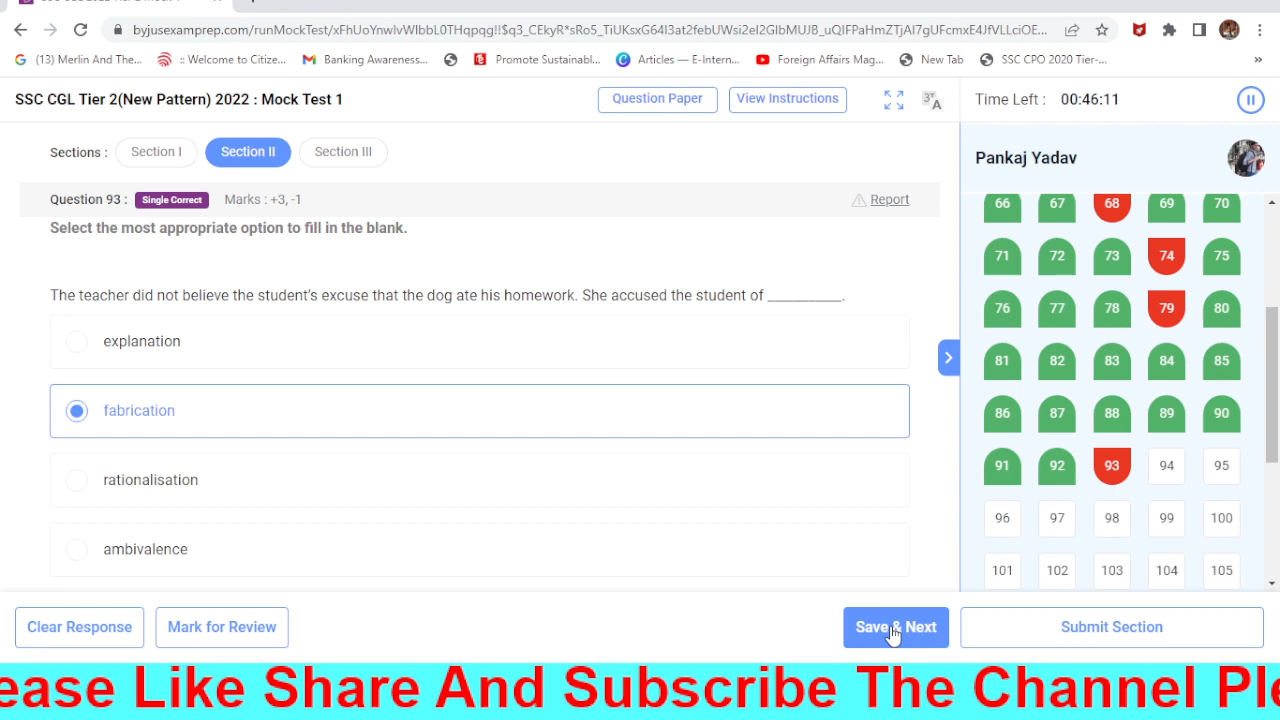 byjusexamprep.com/runMockTest/xFhUoYnwlvWlbbL0THqpqg!!$q3_CEkyR*sRo5_TiUKsxG64I3at2febUWsi2eI2GIbMUJB_uQIFPaHmZTjAI7gUFcmxE4JfVLLciOE...
(13) Merlin And The... :: Welcome to Citize... Banking Awareness... Promote Sustainabl... Articles — E-Intern... Foreign Affairs Mag... New Tab SSC CPO 2020 Tier-... »
SSC CGL Tier 2(New Pattern) 2022 : Mock Test 1 Question Paper View Instructions Time Left : 00:46:11
Sections : Section I Section II Section III Pankaj Yadav
Question 93 : Single Correct Marks : +3, -1 Report
Select the most appropriate option to fill in the blank.
The teacher did not believe the student's excuse that the dog ate his homework. She accused the student of __________.
explanation
fabrication
rationalisation
ambivalence
66 67 68 69 70
71 72 73 74 75
76 77 78 79 80
81 82 83 84 85
86 87 88 89 90
91 92 93 94 95
96 97 98 99 100
101 102 103 104 105
Clear Response Mark for Review Save & Next Submit Section
ease Like Share And Subscribe The Channel Ple